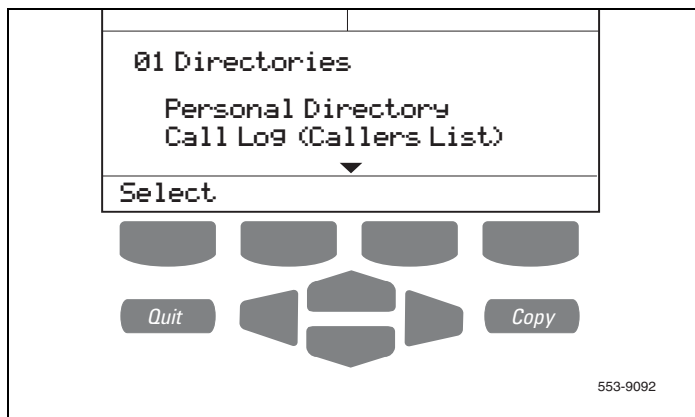 01 Directories
Personal Directory
Call Log (Callers List)
Select
Quit
Copy
553-9092